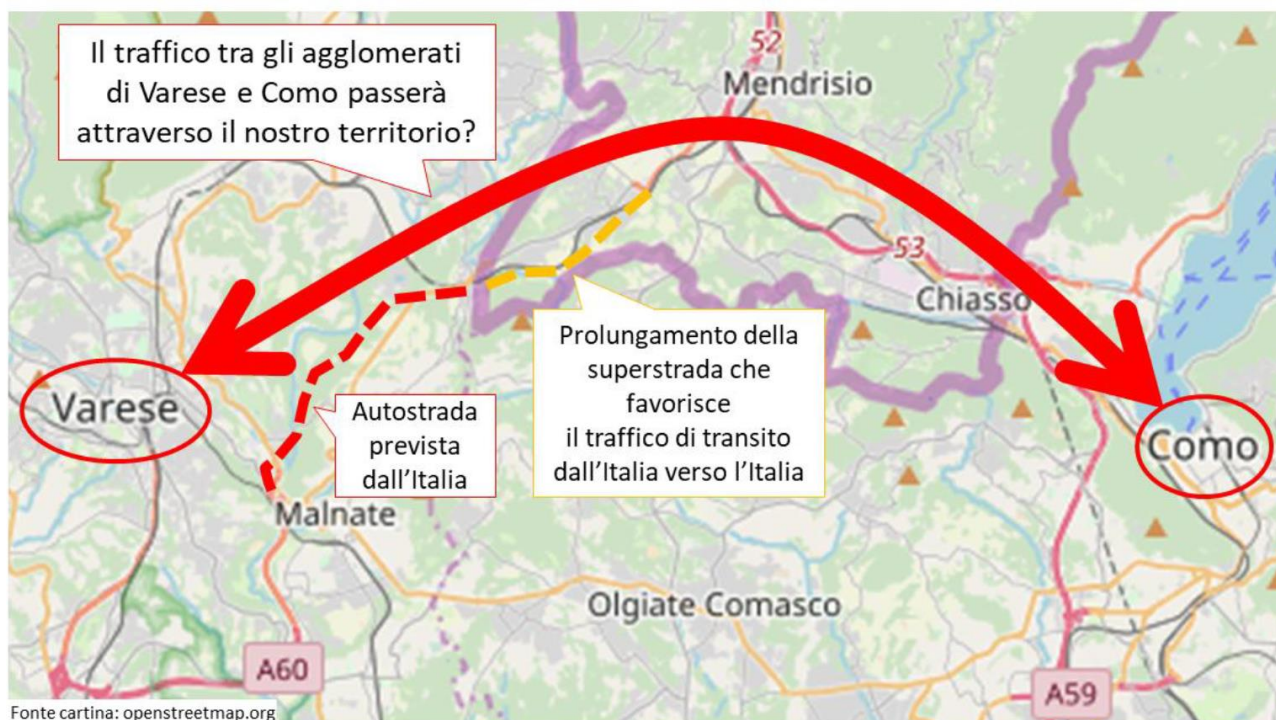 Il traffico tra gli agglomerati
di Varese e Como passerà
attraverso il nostro territorio?
52
Mendrisio
53
Chiasso
Prolungamento della
superstrada che
favorisce
il traffico di transito
dall'Italia verso l'Italia
Varese
Autostrada
prevista
dall'Italia
Como
Malnate
Olgiate Comasco
A60
A59
Fonte cartina: openstreetmap.org